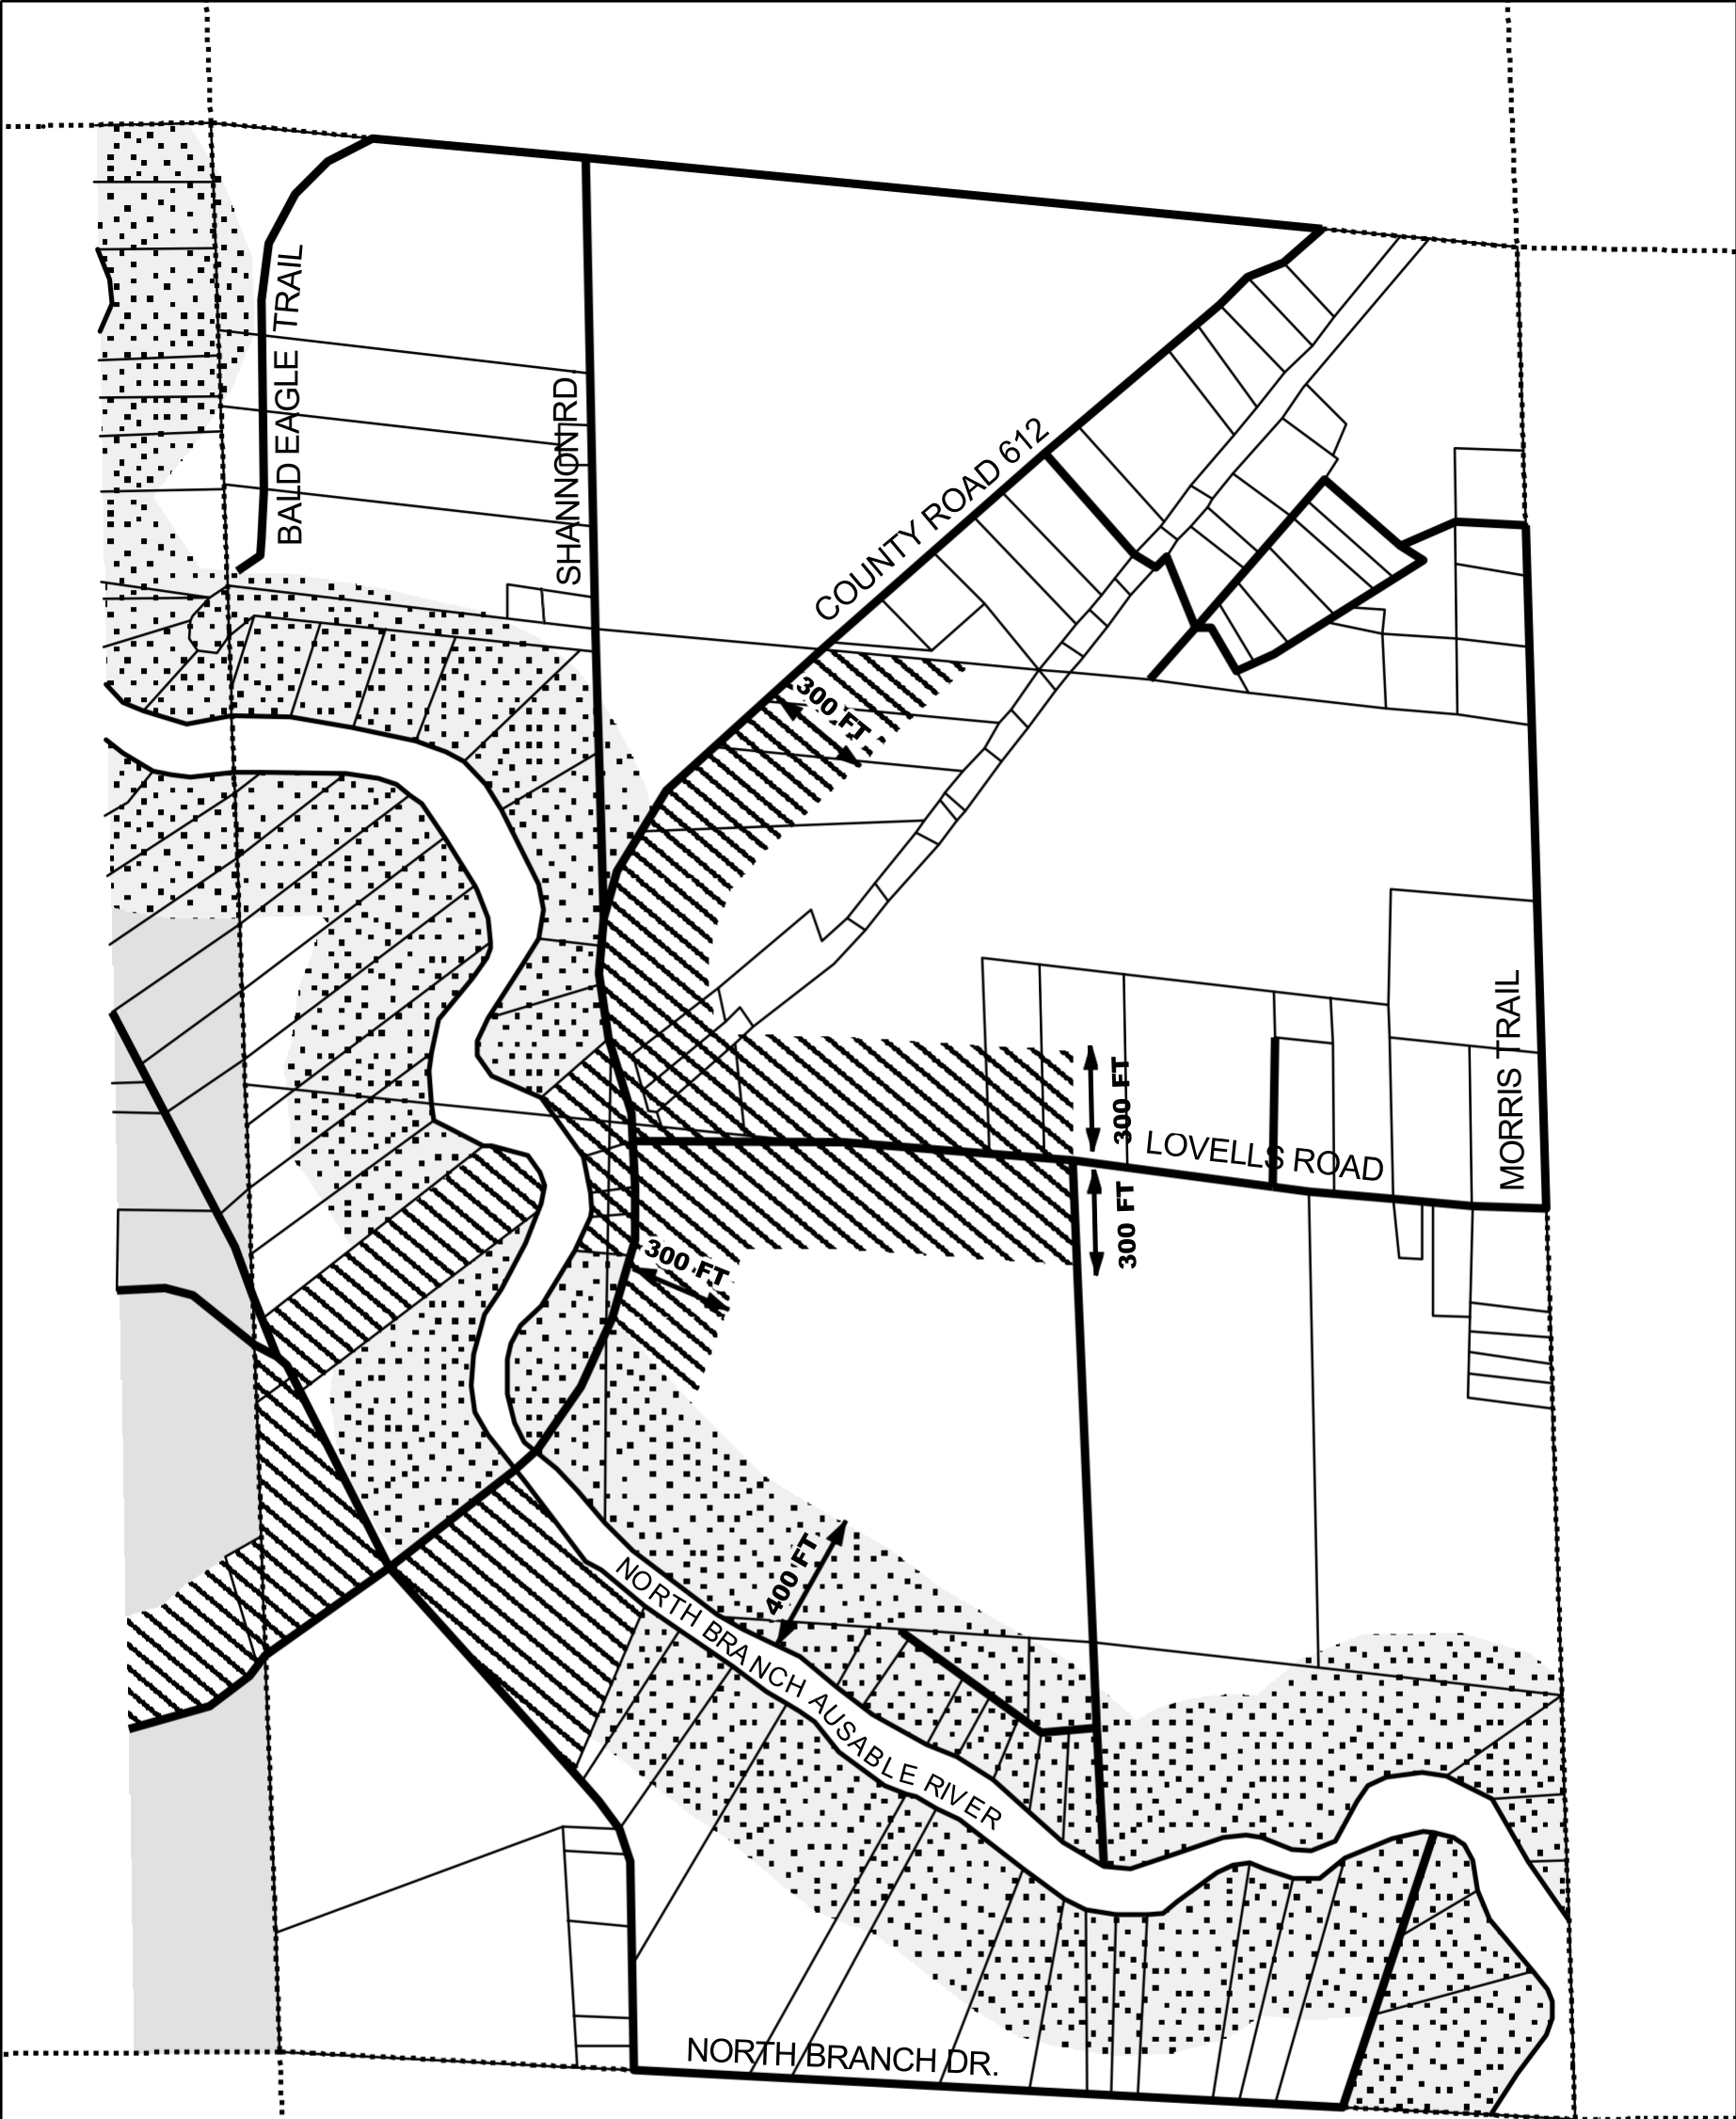 BALD EAGLE TRAIL
SHANNON RD.
COUNTY ROAD 612
300 FT
MORRIS TRAIL
300 FT
LOVELLS ROAD
300 FT
300 FT
400 FT
NORTH BRANCH AUSABLE RIVER
NORTH BRANCH DR.